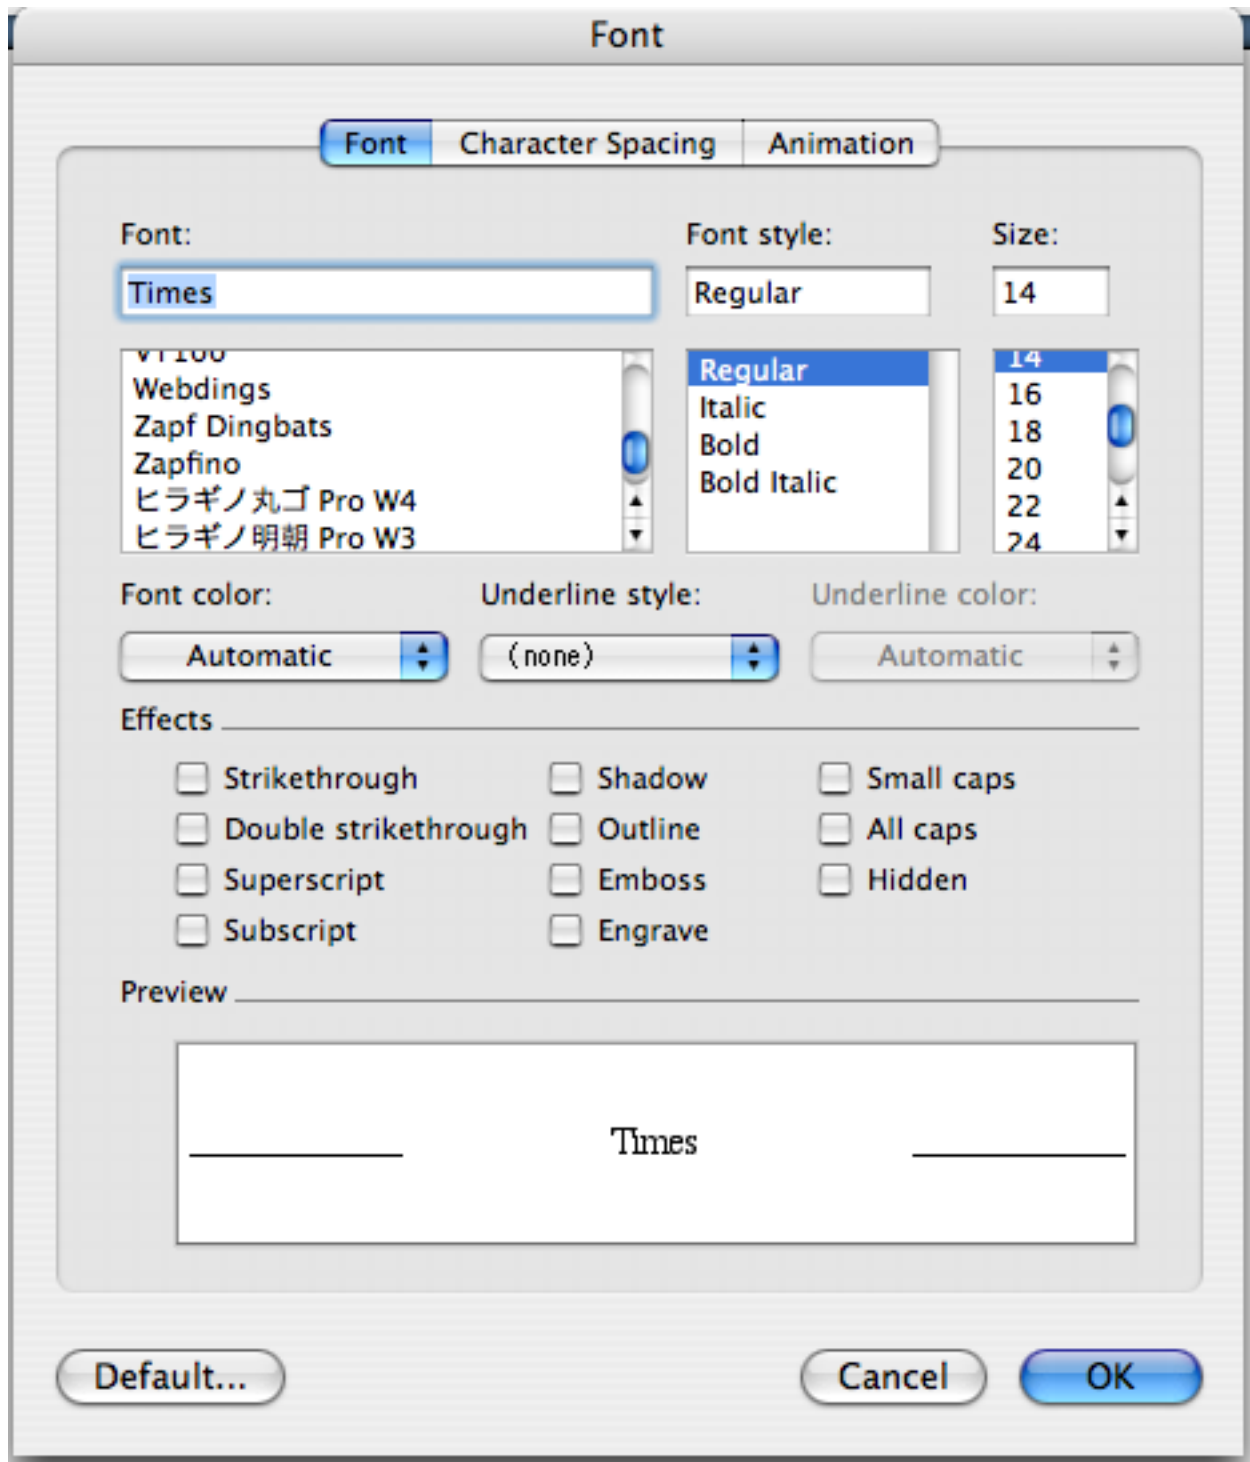 Font
Font Character Spacing Animation
Font: Font style: Size:
Times Regular 14
VT100 Regular 14
Webdings Italic 16
Zapf Dingbats Bold 18
Zapfino Bold Italic 20
ヒラギノ丸ゴ Pro W4 22
ヒラギノ明朝 Pro W3 24
Font color: Underline style: Underline color:
Automatic (none) Automatic
Effects
Strikethrough Shadow Small caps
Double strikethrough Outline All caps
Superscript Emboss Hidden
Subscript Engrave
Preview
Times
Default... Cancel OK